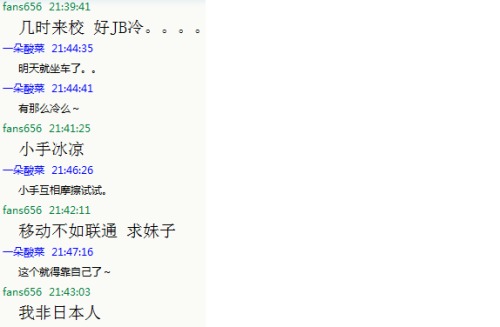 fans656 21:39:41
几时来校 好JB冷。。。。
一朵酸菜 21:44:35
明天就坐车了。。
一朵酸菜 21:44:41
有那么冷么~
fans656 21:41:25
小手冰凉
一朵酸菜 21:46:26
小手互相摩擦试试。
fans656 21:42:11
移动不如联通 求妹子
一朵酸菜 21:47:16
这个就得靠自己了~
fans656 21:43:03
我非日本人